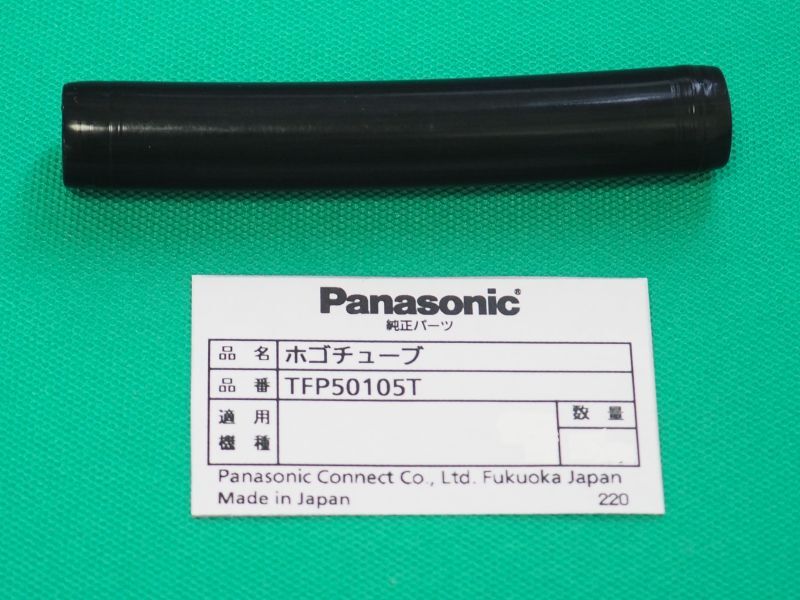 Panasonic®
純正パーツ
品名 ホゴチューブ
品番 TFP50105T
適用機種 数量
Panasonic Connect Co., Ltd. Fukuoka Japan
Made in Japan 220